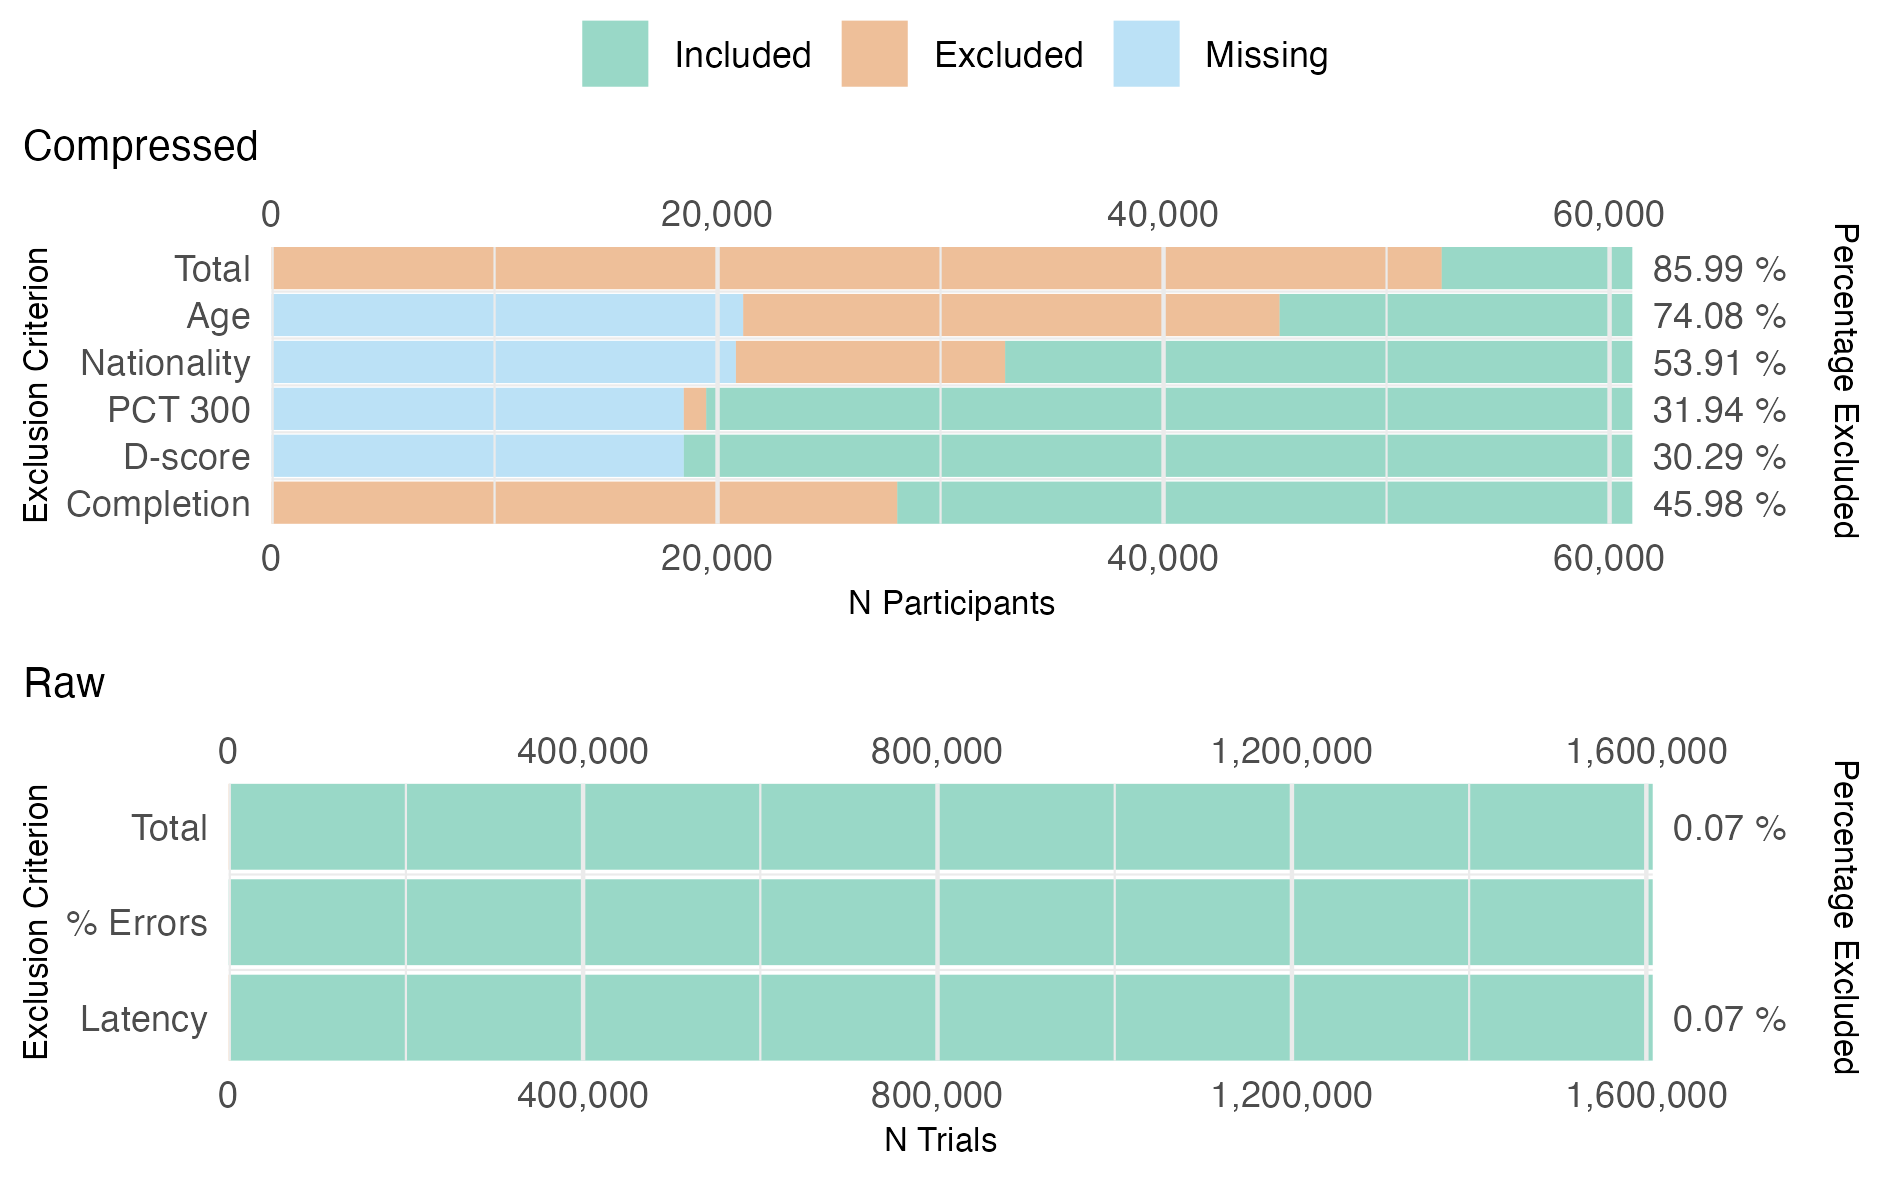 Included Excluded Missing
Compressed
0 20,000 40,000 60,000
Exclusion Criterion
Percentage Excluded
Total 85.99 %
Age 74.08 %
Nationality 53.91 %
PCT 300 31.94 %
D-score 30.29 %
Completion 45.98 %
0 20,000 40,000 60,000
N Participants
Raw
0 400,000 800,000 1,200,000 1,600,000
Exclusion Criterion
Percentage Excluded
Total 0.07 %
% Errors
Latency 0.07 %
0 400,000 800,000 1,200,000 1,600,000
N Trials